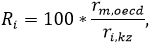 R_i = 100 * r_{m,oecd} / r_{i,kz},